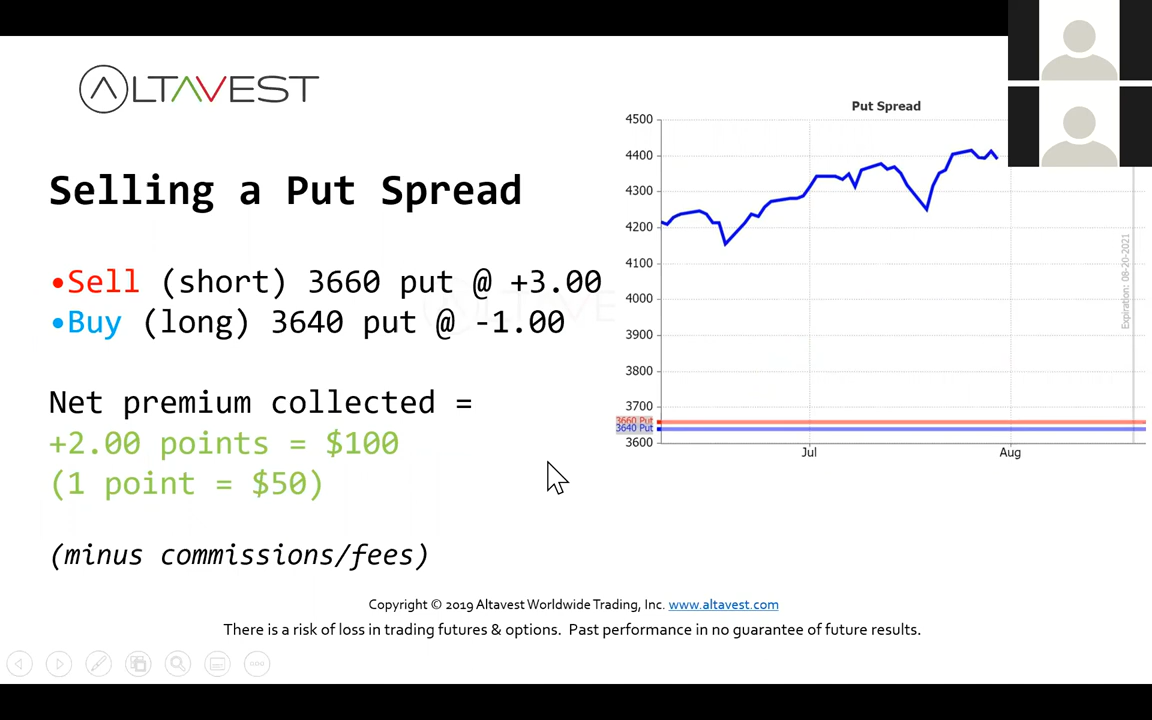 ALTAVEST
Selling a Put Spread
•Sell (short) 3660 put @ +3.00
•Buy (long) 3640 put @ -1.00
Net premium collected =
+2.00 points = $100
(1 point = $50)
(minus commissions/fees)
Put Spread
4500
4400
4300
4200
4100
4000
3900
3800
3700
3660 Put
3640 Put
3600
Jul
Aug
Expiration: 08-20-2021
Copyright © 2019 Altavest Worldwide Trading, Inc. www.altavest.com
There is a risk of loss in trading futures & options. Past performance in no guarantee of future results.